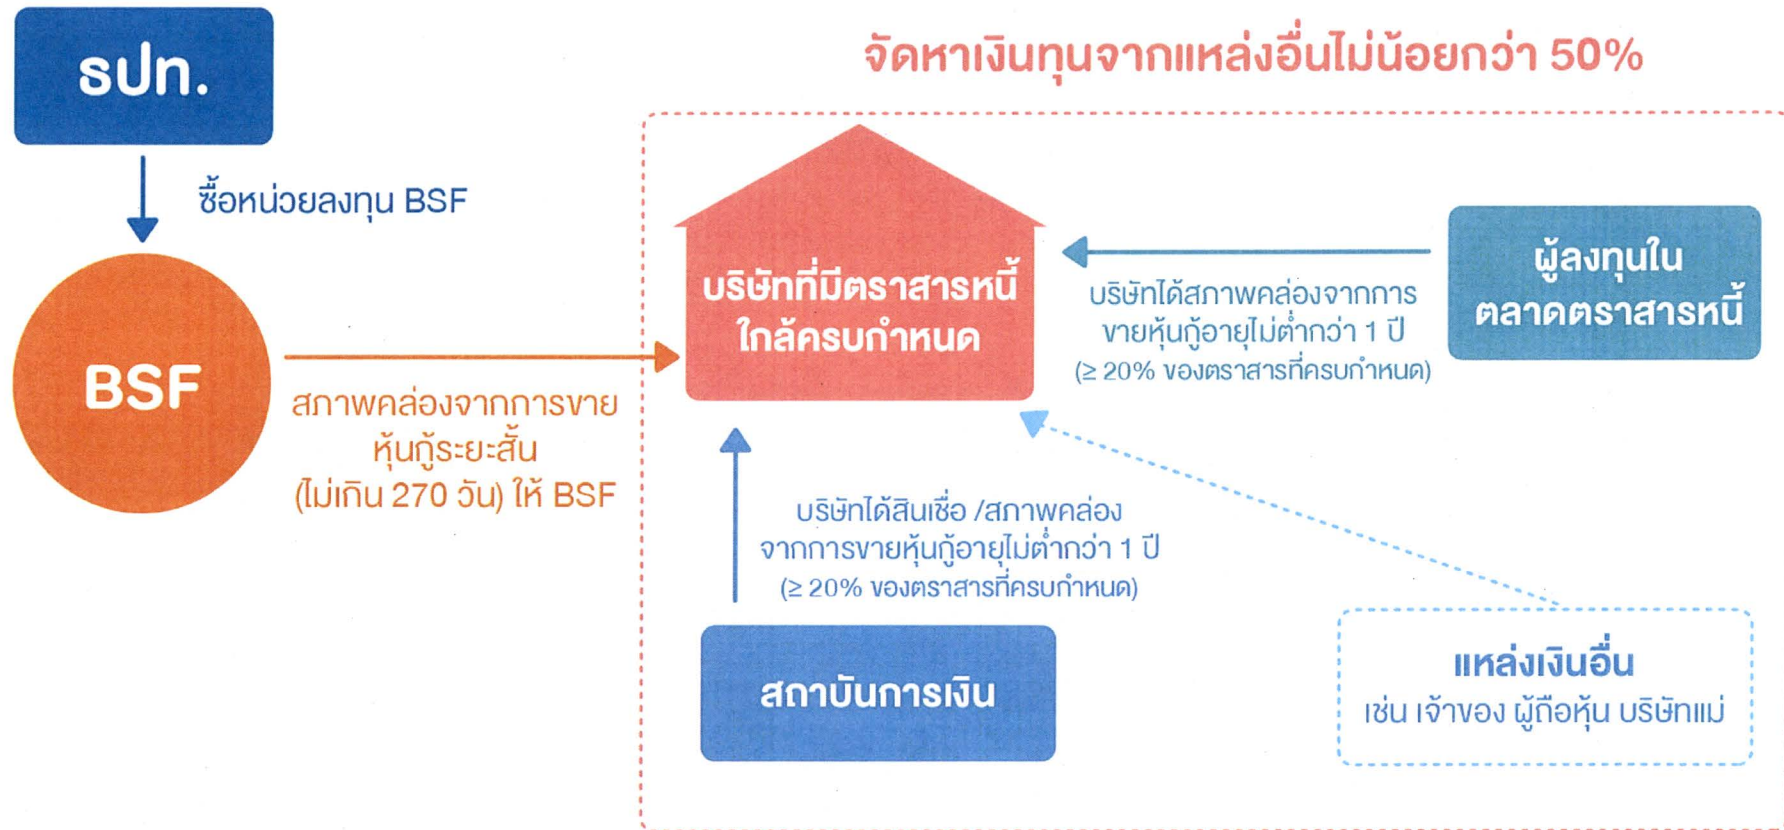 ธปท.
จัดหาเงินทุนจากแหล่งอื่นไม่น้อยกว่า 50%
ซื้อหน่วยลงทุน BSF
BSF
สภาพคล่องจากการขาย
หุ้นกู้ระยะสั้น
(ไม่เกิน 270 วัน) ให้ BSF
บริษัทที่มีตราสารหนี้
ใกล้ครบกำหนด
บริษัทได้สภาพคล่องจากการ
ขายหุ้นกู้อายุไม่ต่ำกว่า 1 ปี
(≥ 20% ของตราสารที่ครบกำหนด)
ผู้ลงทุนใน
ตลาดตราสารหนี้
บริษัทได้สินเชื่อ /สภาพคล่อง
จากการขายหุ้นกู้อายุไม่ต่ำกว่า 1 ปี
(≥ 20% ของตราสารที่ครบกำหนด)
สถาบันการเงิน
แหล่งเงินอื่น
เช่น เจ้าของ ผู้ถือหุ้น บริษัทแม่